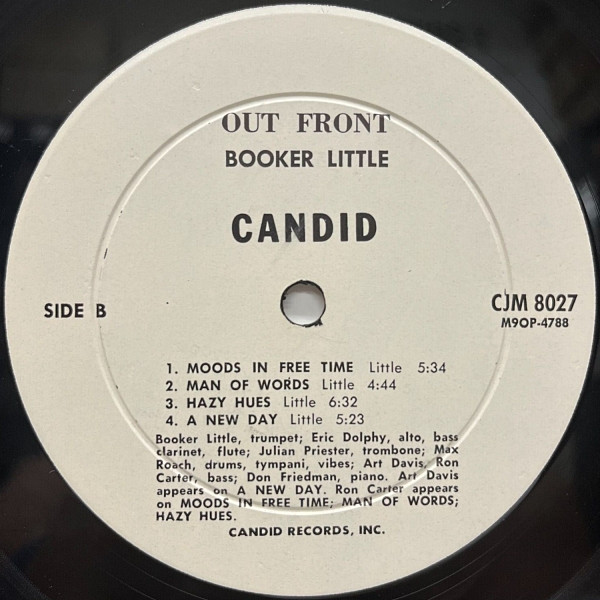 OUT FRONT
BOOKER LITTLE
CANDID
SIDE B
CJM 8027
M9OP-4788
1. MOODS IN FREE TIME Little 5:34
2. MAN OF WORDS Little 4:44
3. HAZY HUES Little 6:32
4. A NEW DAY Little 5:23
Booker Little, trumpet; Eric Dolphy, alto, bass
clarinet, flute; Julian Priester, trombone; Max
Roach, drums, tympani, vibes; Art Davis, Ron
Carter, bass; Don Friedman, piano. Art Davis
appears on A NEW DAY. Ron Carter appears
on MOODS IN FREE TIME; MAN OF WORDS;
HAZY HUES.
CANDID RECORDS, INC.